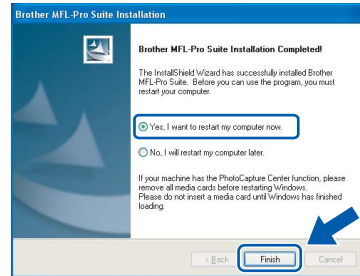 Brother MFL-Pro Suite Installation
Brother MFL-Pro Suite Installation Completed!
The InstallShield Wizard has successfully installed Brother
MFL-Pro Suite. Before you can use the program, you must
restart your computer.
Yes, I want to restart my computer now.
No, I will restart my computer later.
If your machine has the PhotoCapture Center function, please
remove all media cards before restarting Windows.
Please do not insert a media card until Windows has finished
loading.
< Back Finish Cancel